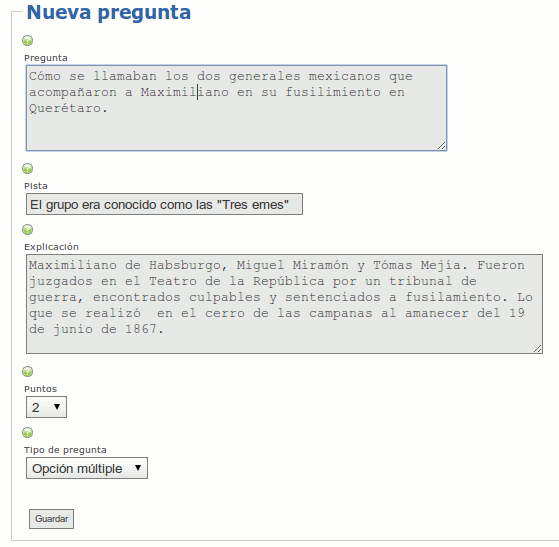 Nueva pregunta
Pregunta
Cómo se llamaban los dos generales mexicanos que
acompañaron a Maximiliano en su fusilimiento en
Querétaro.
Pista
El grupo era conocido como las "Tres emes"
Explicación
Maximiliano de Habsburgo, Miguel Miramón y Tómas Mejía. Fueron
juzgados en el Teatro de la República por un tribunal de
guerra, encontrados culpables y sentenciados a fusilamiento. Lo
que se realizó  en el cerro de las campanas al amanecer del 19
de junio de 1867.
Puntos
2
Tipo de pregunta
Opción múltiple
Guardar